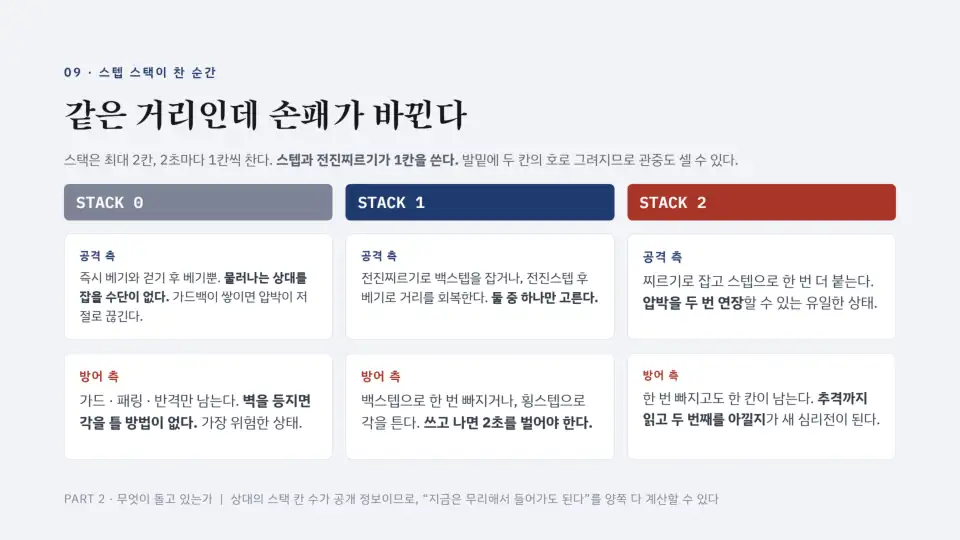 09 · 스텝 스택이 찬 순간
같은 거리인데 손패가 바뀐다
스택은 최대 2칸, 2초마다 1칸씩 찬다. 스텝과 전진찌르기가 1칸을 쓴다. 발밑에 두 칸의 호로 그려지므로 관중도 셀 수 있다.
STACK 0
STACK 1
STACK 2
공격 측
즉시 베기와 걷기 후 베기뿐. 물러나는 상대를
잡을 수단이 없다. 가드백이 쌓이면 압박이 저
절로 끊긴다.
공격 측
전진찌르기로 백스텝을 잡거나, 전진스텝 후
베기로 거리를 회복한다. 둘 중 하나만 고른다.
공격 측
찌르기로 잡고 스텝으로 한 번 더 붙는다.
압박을 두 번 연장할 수 있는 유일한 상태.
방어 측
가드 · 패링 · 반격만 남는다. 벽을 등지면
각을 틀 방법이 없다. 가장 위험한 상태.
방어 측
백스텝으로 한 번 빠지거나, 횡스텝으로
각을 튼다. 쓰고 나면 2초를 벌어야 한다.
방어 측
한 번 빠지고도 한 칸이 남는다. 추격까지
읽고 두 번째를 아낄지가 새 심리전이 된다.
PART 2 · 무엇이 돌고 있는가 | 상대의 스택 칸 수가 공개 정보이므로, “지금은 무리해서 들어가도 된다”를 양쪽 다 계산할 수 있다